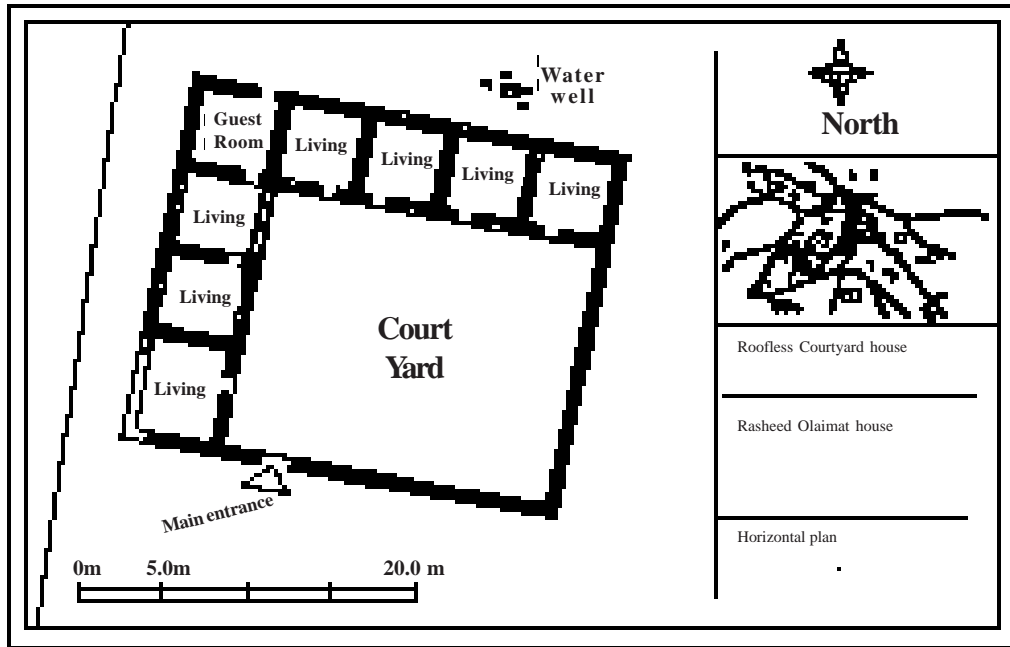 Water
well
Guest
Room
Living
Living
Living
Living
Living
Living
Living
Court
Yard
Main entrance
0m 5.0m 20.0 m
North
Roofless Courtyard house
Rasheed Olaimat house
Horizontal plan